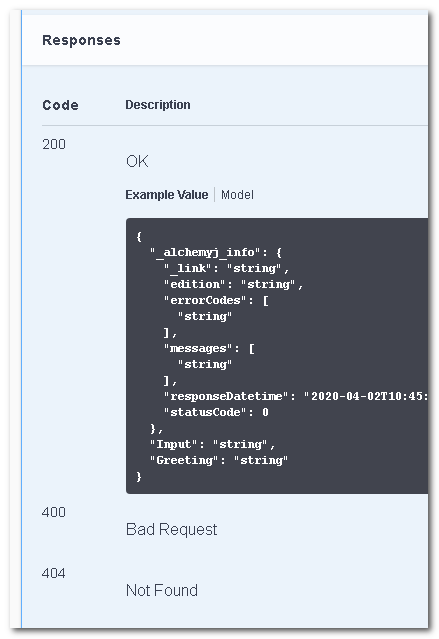 Responses
Code Description
200
OK
Example Value Model
{
"_alchemyj_info": {
"_link": "string",
"edition": "string",
"errorCodes": [
"string"
],
"messages": [
"string"
],
"responseDatetime": "2020-04-02T10:45:
"statusCode": 0
},
"Input": "string",
"Greeting": "string"
}
400
Bad Request
404
Not Found